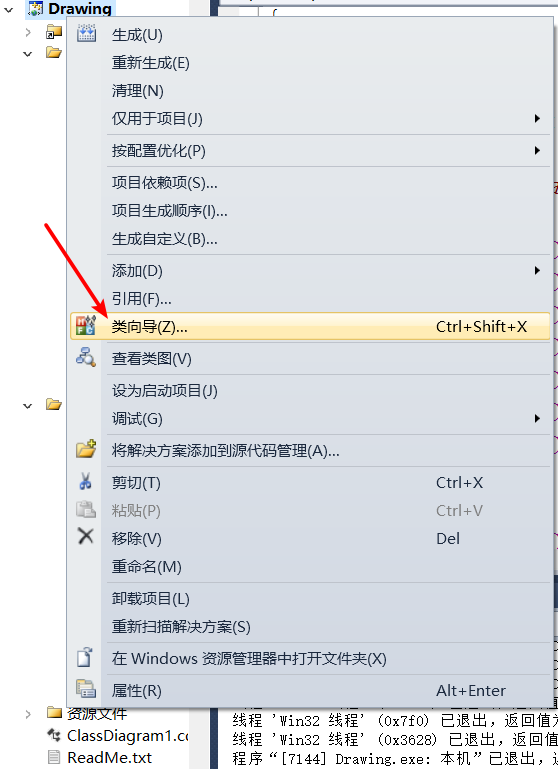 Drawing
生成(U)
重新生成(E)
清理(N)
仅用于项目(J)
按配置优化(P)
项目依赖项(S)...
项目生成顺序(I)...
生成自定义(B)...
添加(D)
引用(F)...
类向导(Z)... Ctrl+Shift+X
查看类图(V)
设为启动项目(J)
调试(G)
将解决方案添加到源代码管理(A)...
剪切(T) Ctrl+X
粘贴(P) Ctrl+V
移除(V) Del
重命名(M)
卸载项目(L)
重新扫描解决方案(S)
在 Windows 资源管理器中打开文件夹(X)
属性(R) Alt+Enter
资源文件
ClassDiagram1.c
ReadMe.txt
线程 'Win32 线程' (0x7f0) 已退出，返回值
线程 'Win32 线程' (0x3628) 已退出，返回值
程序“[7144] Drawing.exe: 本机”已退出，